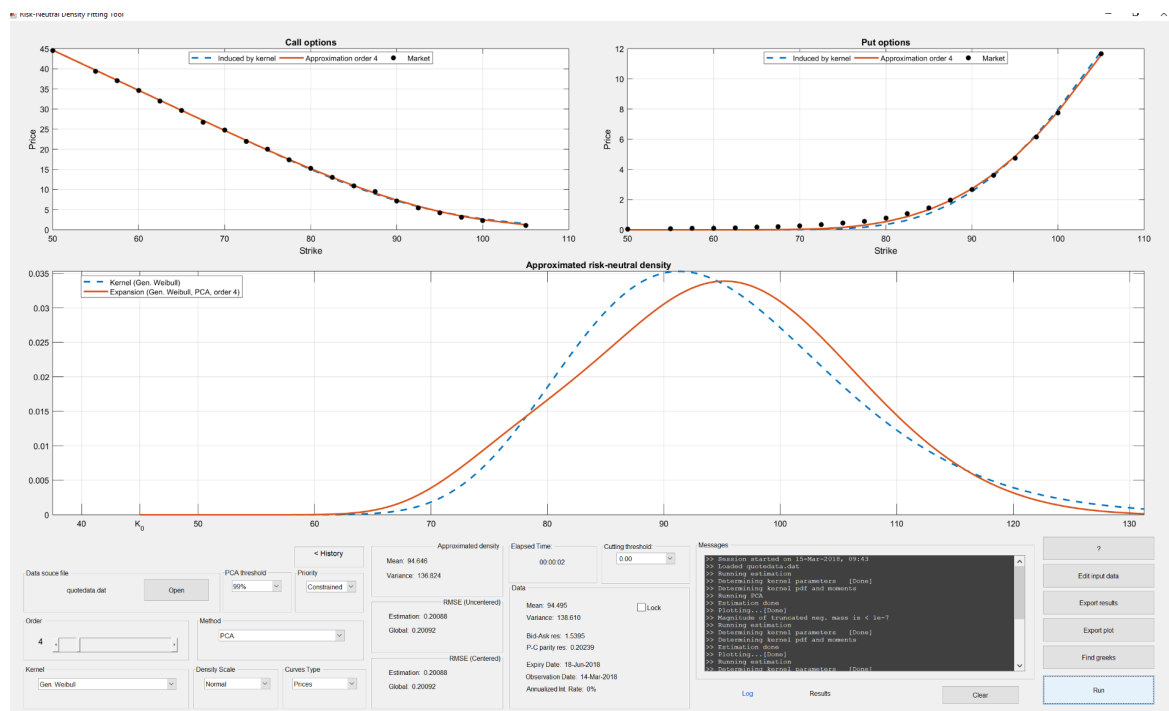 Risk-Neutral Density Fitting Tool
Call options
Induced by kernel Approximation order 4 Market
45
40
35
30
25
20
15
10
5
0
Price
50 60 70 80 90 100 110
Strike
Put options
Induced by kernel Approximation order 4 Market
12
10
8
6
4
2
0
Price
50 60 70 80 90 100 110
Strike
Approximated risk-neutral density
Kernel (Gen. Weibull)
Expansion (Gen. Weibull, PCA, order 4)
0.035
0.03
0.025
0.02
0.015
0.01
0.005
0
40 K0 50 60 70 80 90 100 110 120 130
< History
Data souce file
quotedata.dat
Open
PCA threshold
99%
Priority
Constrained
Order
4
Method
PCA
Kernel
Gen. Weibull
Density Scale
Normal
Curves Type
Prices
Approximated density
Mean: 94.646
Variance: 136.824
RMSE (Uncentered)
Estimation: 0.20088
Global: 0.20092
RMSE (Centered)
Estimation: 0.20088
Global: 0.20092
Elapsed Time:
00:00:02
Cutting threshold:
0.00
Data
Mean: 94.495
Variance: 138.610
Lock
Bid-Ask res: 1.5395
P-C parity res: 0.20239
Expiry Date: 18-Jun-2018
Observation Date: 14-Mar-2018
Annualized Int. Rate: 0%
Messages
>> Session started on 15-Mar-2018, 09:43
>> Loaded quotedata.dat
>> Running estimation
>> Determining kernel parameters [Done]
>> Determining kernel pdf and moments
>> Running PCA
>> Estimation done
>> Plotting...[Done]
>> Magnitude of truncated neg. mass is < 1e-7
>> Running estimation
>> Determining kernel parameters [Done]
>> Determining kernel pdf and moments
>> Estimation done
>> Plotting...[Done]
>> Running estimation
>> Determining kernel parameters [Done]
Log
Results
Clear
?
Edit input data
Export results
Export plot
Find greeks
Run